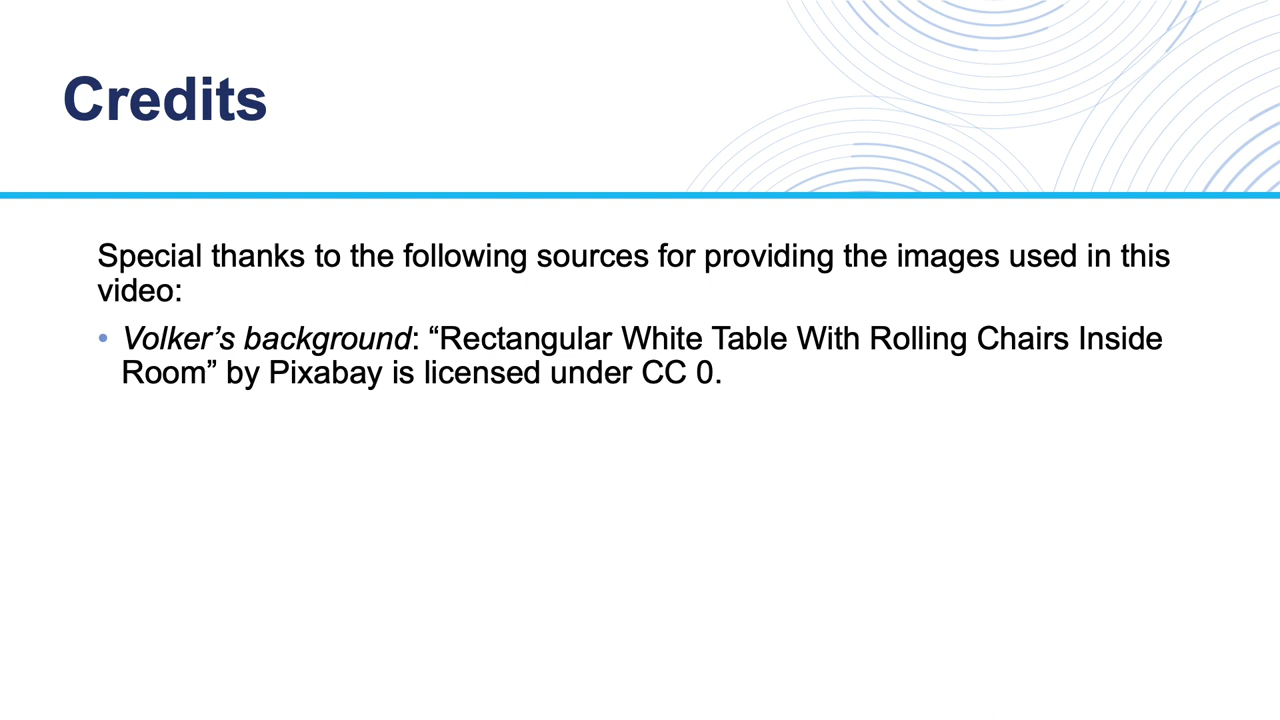 Credits
Special thanks to the following sources for providing the images used in this
video:
• Volker’s background: “Rectangular White Table With Rolling Chairs Inside
Room” by Pixabay is licensed under CC 0.